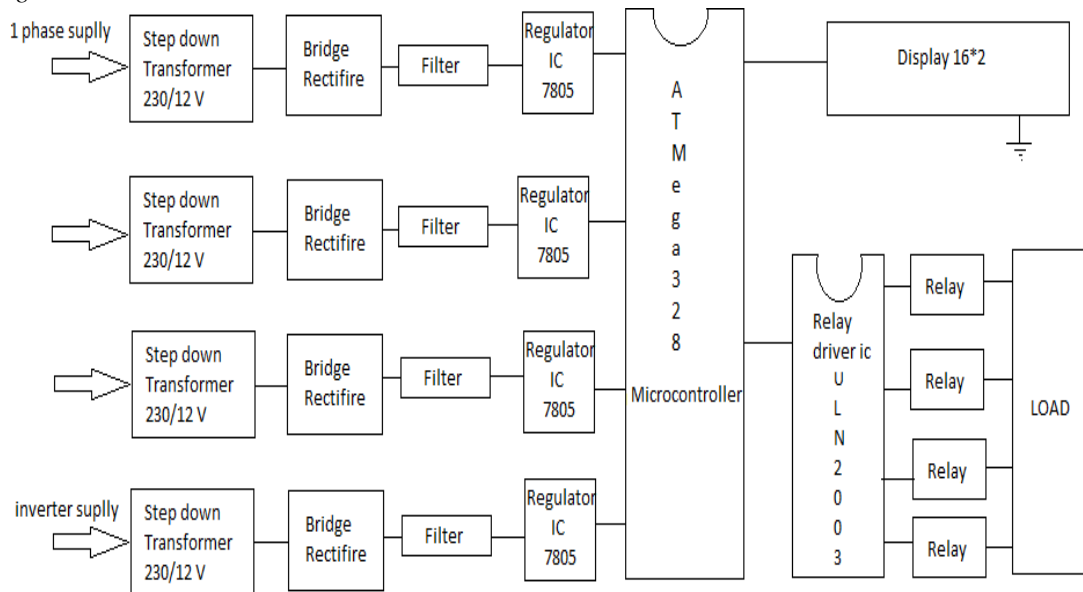 1 phase suplly
Step down
Transformer
230/12 V
Bridge
Rectifire
Filter
Regulator
IC
7805
Display 16*2
Step down
Transformer
230/12 V
Bridge
Rectifire
Filter
Regulator
IC
7805
Step down
Transformer
230/12 V
Bridge
Rectifire
Filter
Regulator
IC
7805
inverter suplly
Step down
Transformer
230/12 V
Bridge
Rectifire
Filter
Regulator
IC
7805
A
T
M
e
g
a
3
2
8
Microcontroller
Relay
driver ic
U
L
N
2
0
0
3
Relay
Relay
Relay
Relay
LOAD